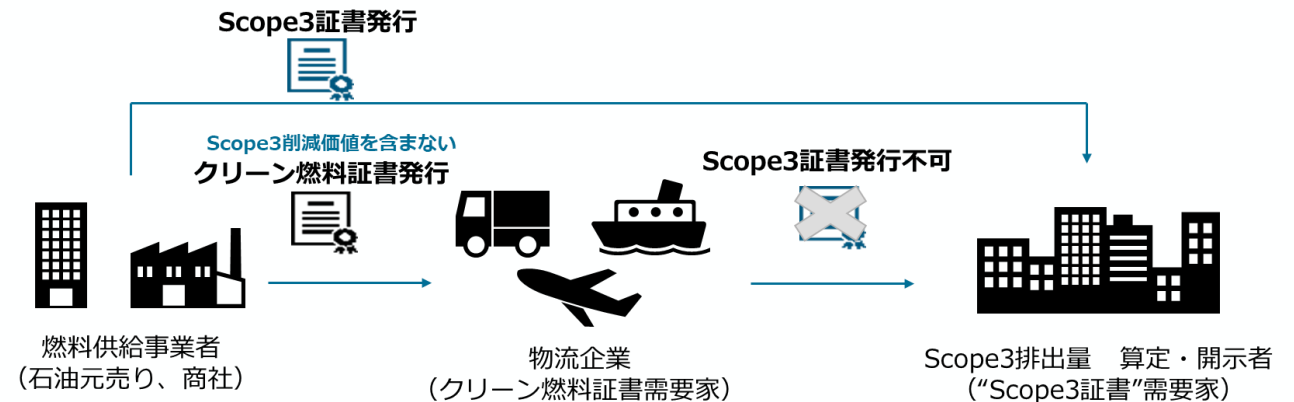 Scope3証書発行
Scope3削減価値を含まない
クリーン燃料証書発行
Scope3証書発行不可
燃料供給事業者
（石油元売り、商社）
物流企業
（クリーン燃料証書需要家）
Scope3排出量　算定・開示者
（“Scope3証書”需要家）